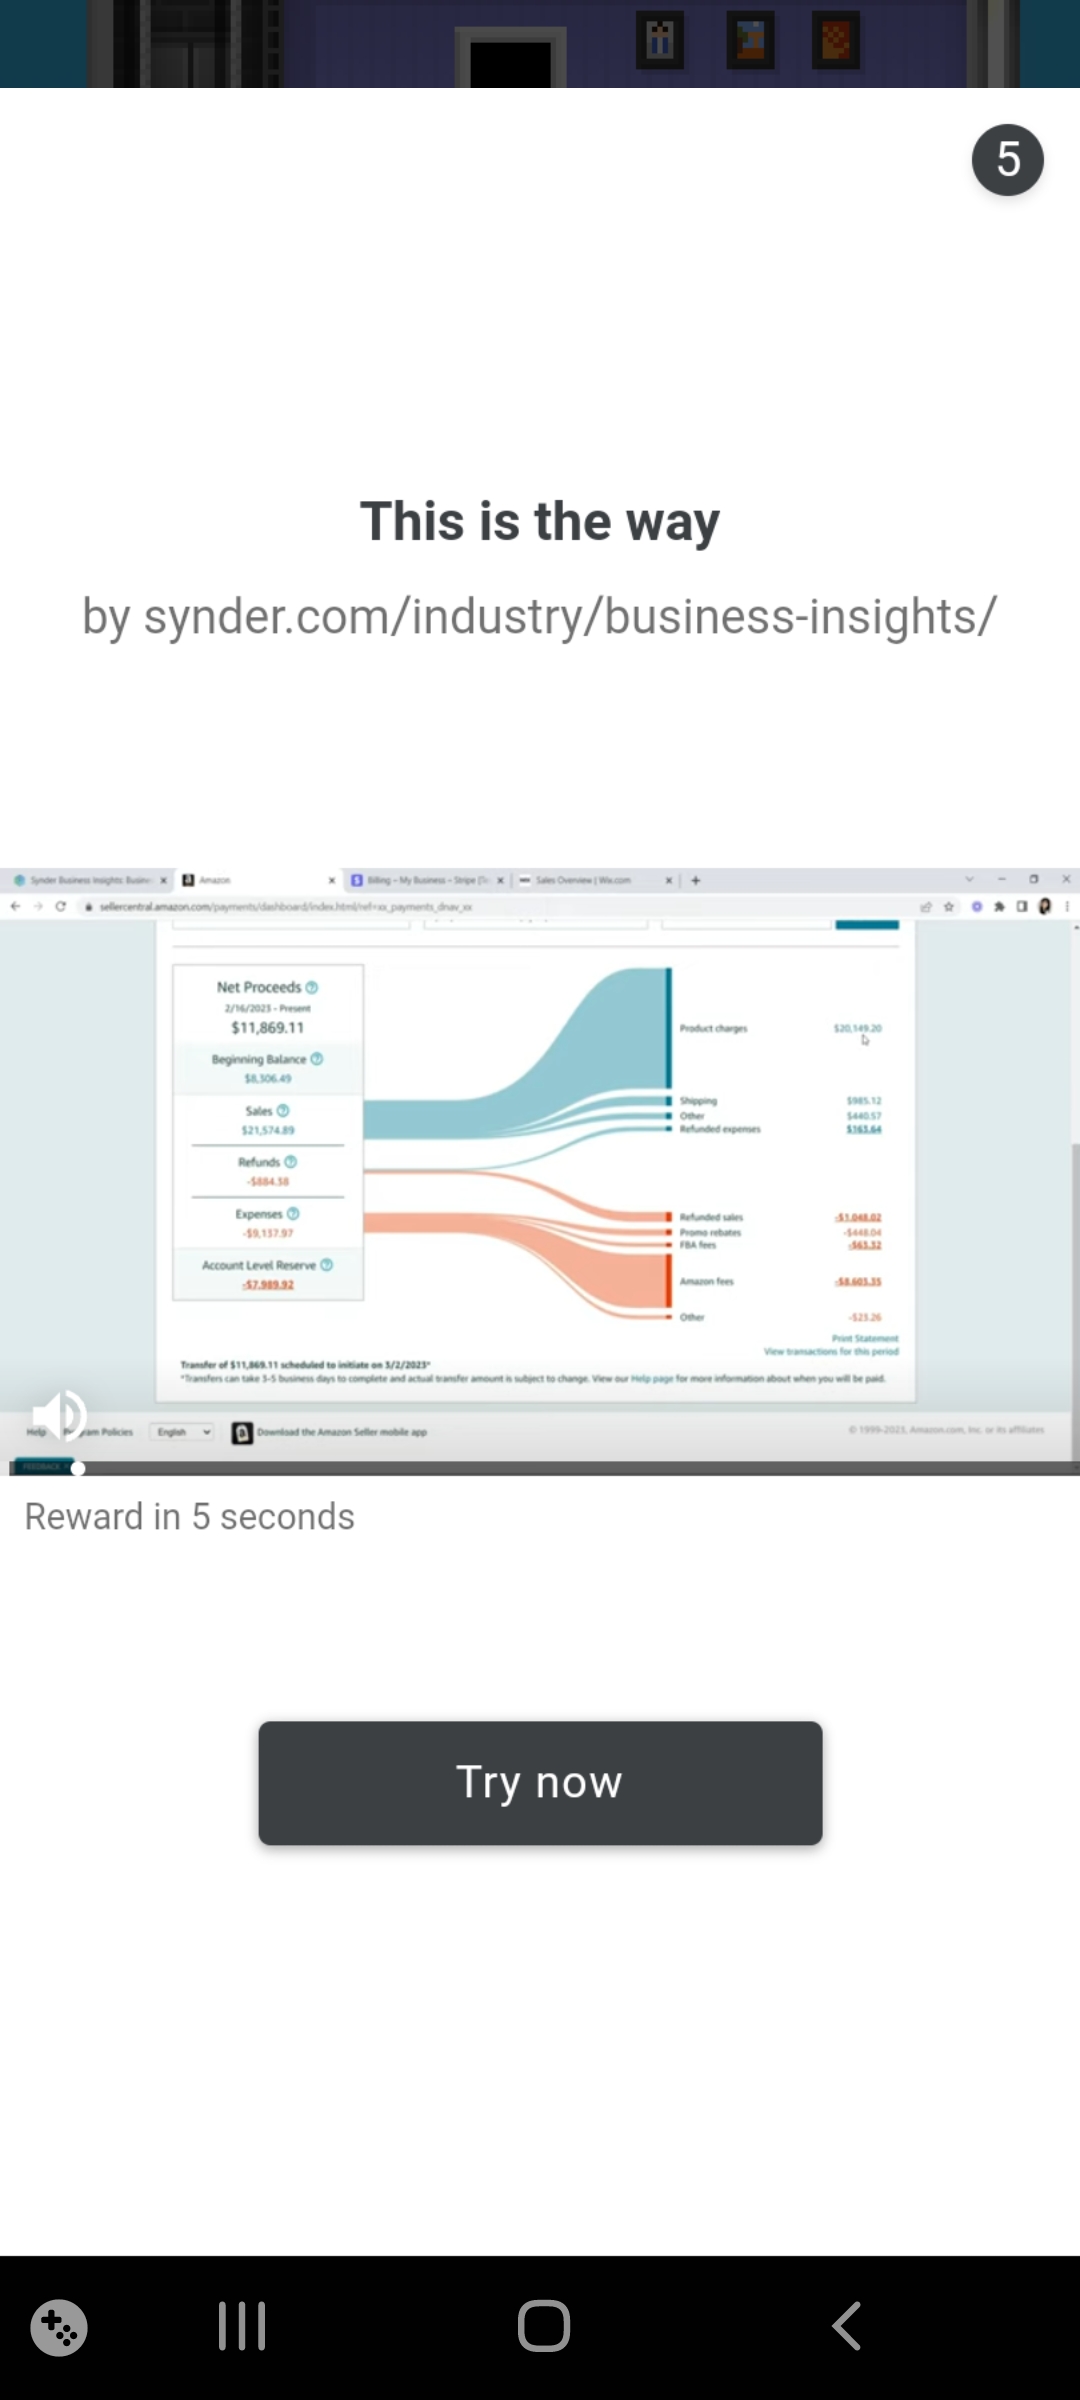 5
This is the way
by synder.com/industry/business-insights/
Synder Business Insights: Busine
Amazon
Billing – My Business – Stripe
Sales Overview | Wix.com
sellercentral.amazon.com/payments/dashboard/index.html/ref=xx_payments_dnav_xx
Net Proceeds
2/16/2023 - Present
$11,869.11
Beginning Balance
$8,306.49
Sales
$21,574.89
Refunds
-$884.38
Expenses
-$9,137.97
Account Level Reserve
-$7,989.92
Product charges $20,149.20
Shipping $985.12
Other $440.57
Refunded expenses $163.64
Refunded sales -$1,048.02
Promo rebates -$448.04
FBA fees -$63.32
Amazon fees -$8,603.35
Other -$23.26
Print Statement
View transactions for this period
Transfer of $11,869.11 scheduled to initiate on 3/2/2023*
*Transfers can take 3-5 business days to complete and actual transfer amount is subject to change. View our Help page for more information about when you will be paid.
Help Program Policies English Download the Amazon Seller mobile app © 1999-2023, Amazon.com, Inc. or its affiliates
FEEDBACK
Reward in 5 seconds
Try now